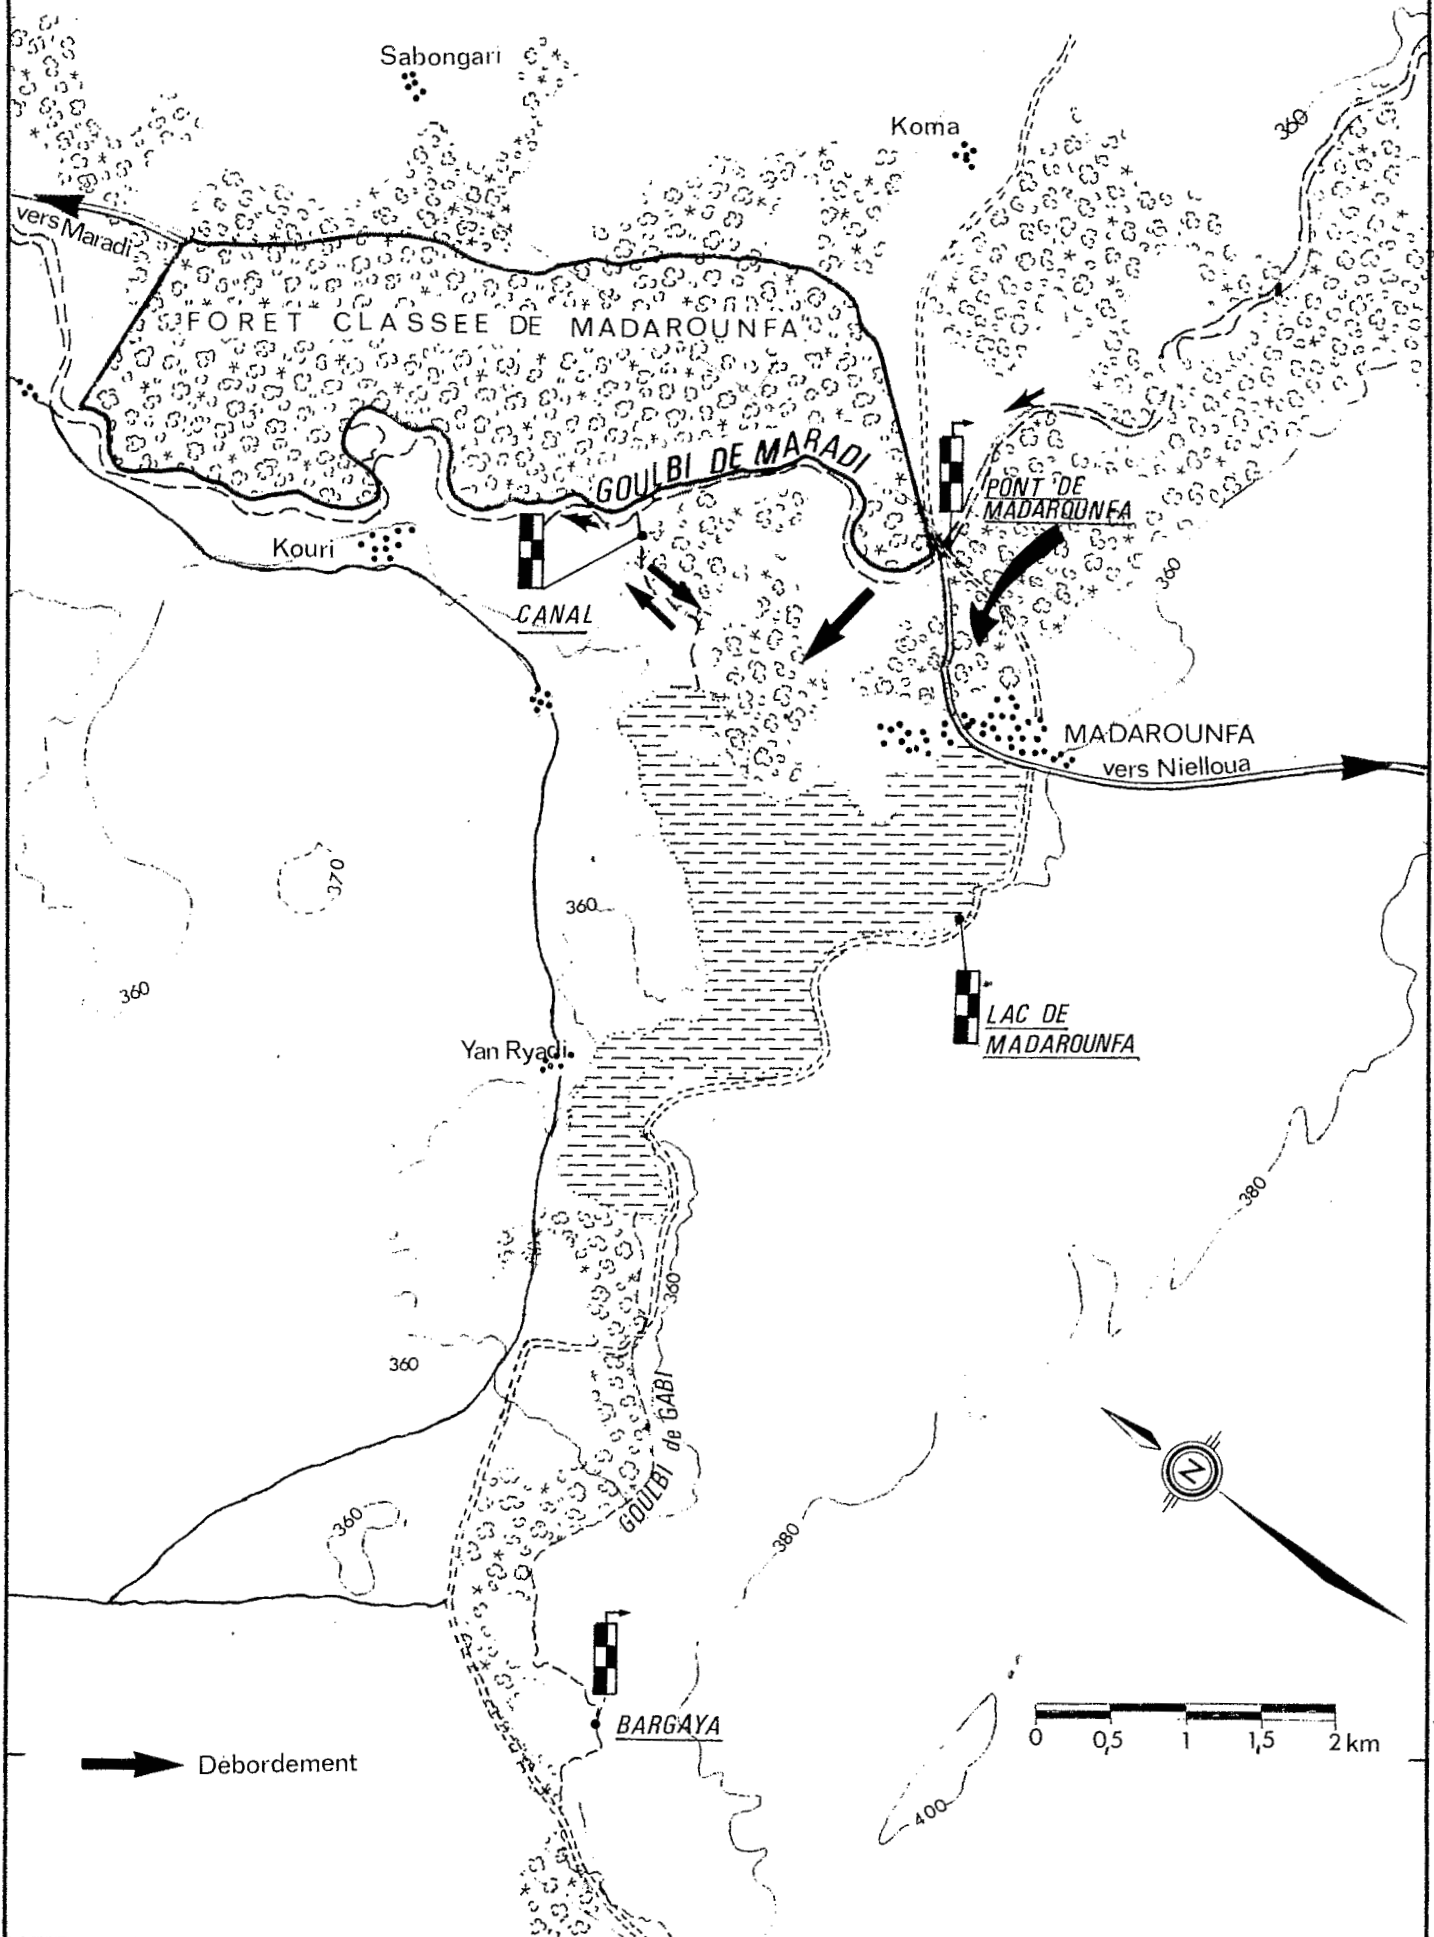 Sabongari
Koma
360
vers Maradi
FORET CLASSEE DE MADAROUNFA
GOULBI DE MARADI
PONT DE
MADAROUNFA
Kouri
CANAL
360
MADAROUNFA
vers Nielloua
370
360
360
LAC DE
MADAROUNFA
Yan Ryadi
380
360
360
GOULBI de GABI
N
360
380
BARGAYA
0 0,5 1 1,5 2 km
Débordement
400